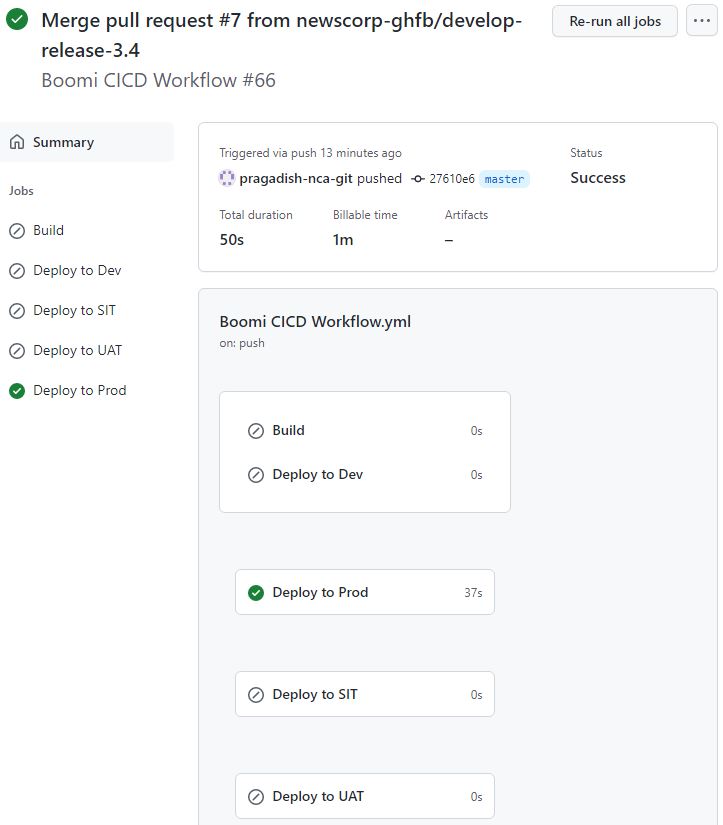 Merge pull request #7 from newscorp-ghfb/develop-
release-3.4
Boomi CICD Workflow #66
Re-run all jobs
Summary
Jobs
Build
Deploy to Dev
Deploy to SIT
Deploy to UAT
Deploy to Prod
Triggered via push 13 minutes ago
pragadish-nca-git pushed 27610e6 master
Status
Success
Total duration
50s
Billable time
1m
Artifacts
–
Boomi CICD Workflow.yml
on: push
Build 0s
Deploy to Dev 0s
Deploy to Prod 37s
Deploy to SIT 0s
Deploy to UAT 0s